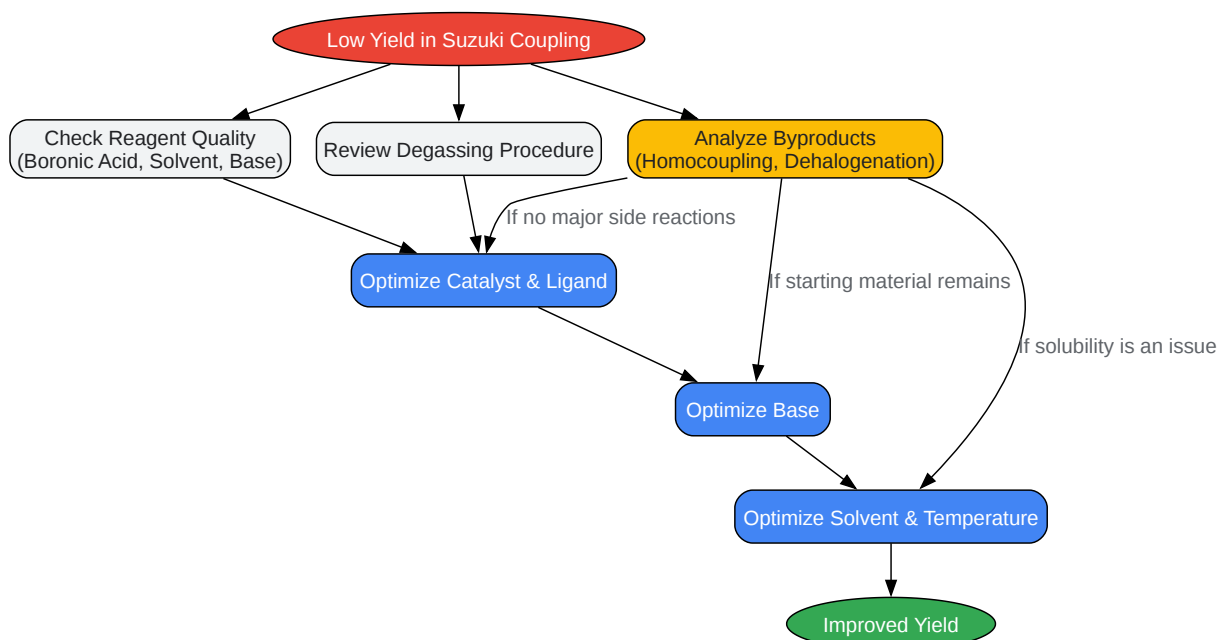 Low Yield in Suzuki Coupling
Check Reagent Quality
(Boronic Acid, Solvent, Base)
Review Degassing Procedure
Analyze Byproducts
(Homocoupling, Dehalogenation)
If no major side reactions
Optimize Catalyst & Ligand
If starting material remains
If solubility is an issue
Optimize Base
Optimize Solvent & Temperature
Improved Yield